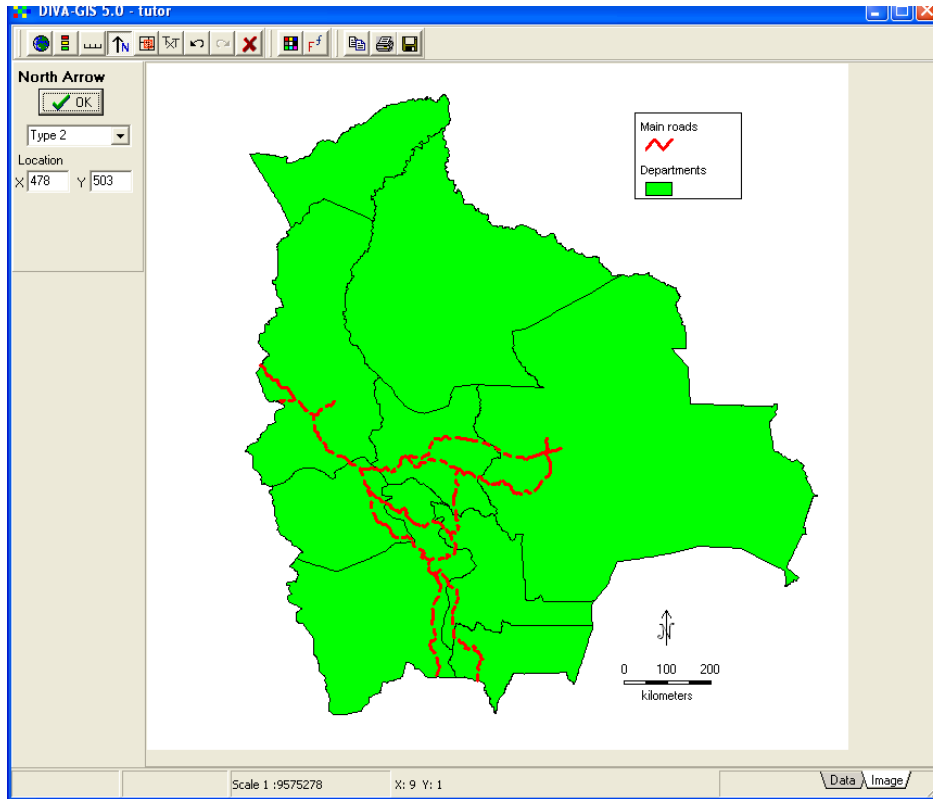 DIVA-GIS 5.0 - tutor
N TXT F f
North Arrow
OK
Type 2
Location
X 478 Y 503
Main roads
Departments
N
0 100 200
kilometers
Scale 1 :9575278 X: 9 Y: 1 Data Image